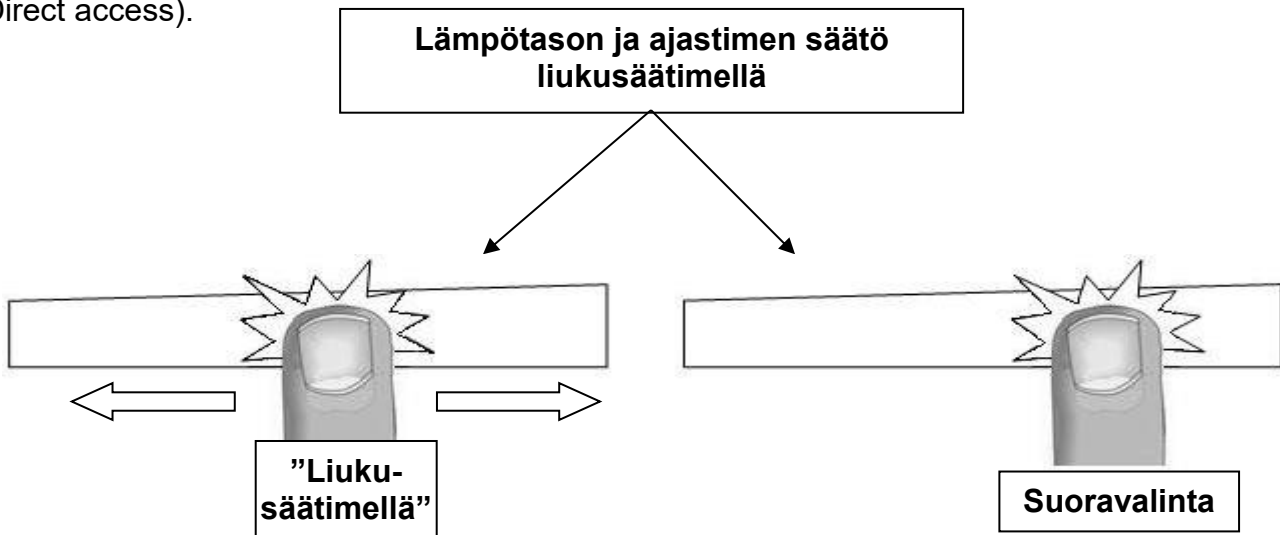 Direct access).
Lämpötason ja ajastimen säätö
liukusäätimellä
”Liuku-
säätimellä”
Suoravalinta